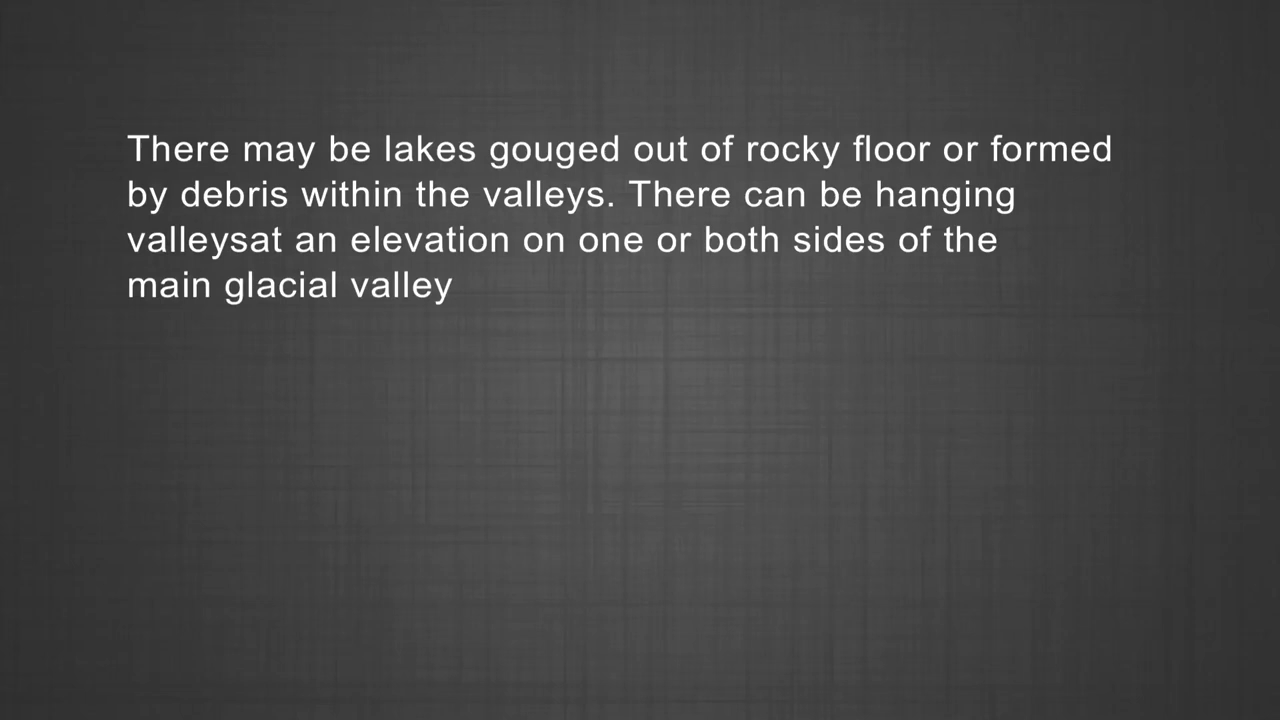 There may be lakes gouged out of rocky floor or formed
by debris within the valleys. There can be hanging
valleysat an elevation on one or both sides of the
main glacial valley